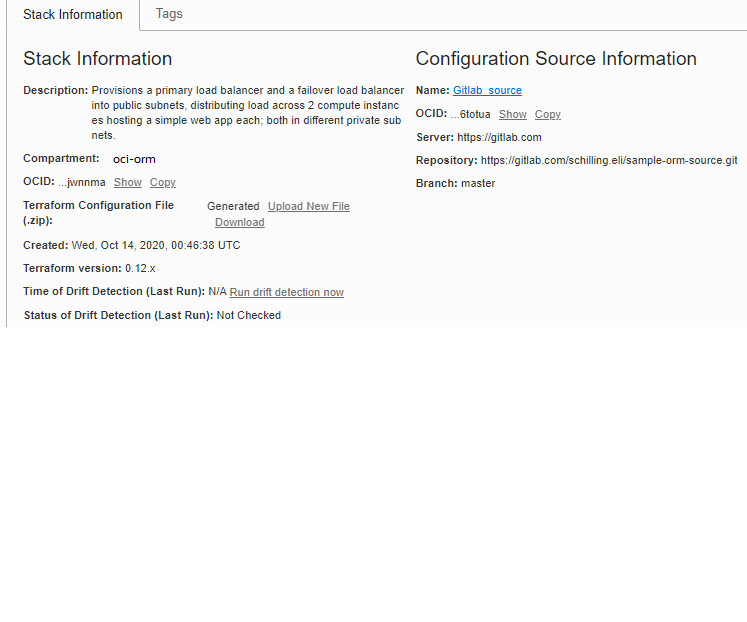 Stack Information
Tags
Stack Information
Description: Provisions a primary load balancer and a failover load balancer
into public subnets, distributing load across 2 compute instanc
es hosting a simple web app each; both in different private sub
nets.
Compartment: oci-orm
OCID: ...jwnnma Show Copy
Terraform Configuration File
(.zip):
Generated Upload New File
Download
Created: Wed, Oct 14, 2020, 00:46:38 UTC
Terraform version: 0.12.x
Time of Drift Detection (Last Run): N/A Run drift detection now
Status of Drift Detection (Last Run): Not Checked
Configuration Source Information
Name: Gitlab_source
OCID: ...6totua Show Copy
Server: https://gitlab.com
Repository: https://gitlab.com/schilling.eli/sample-orm-source.git
Branch: master